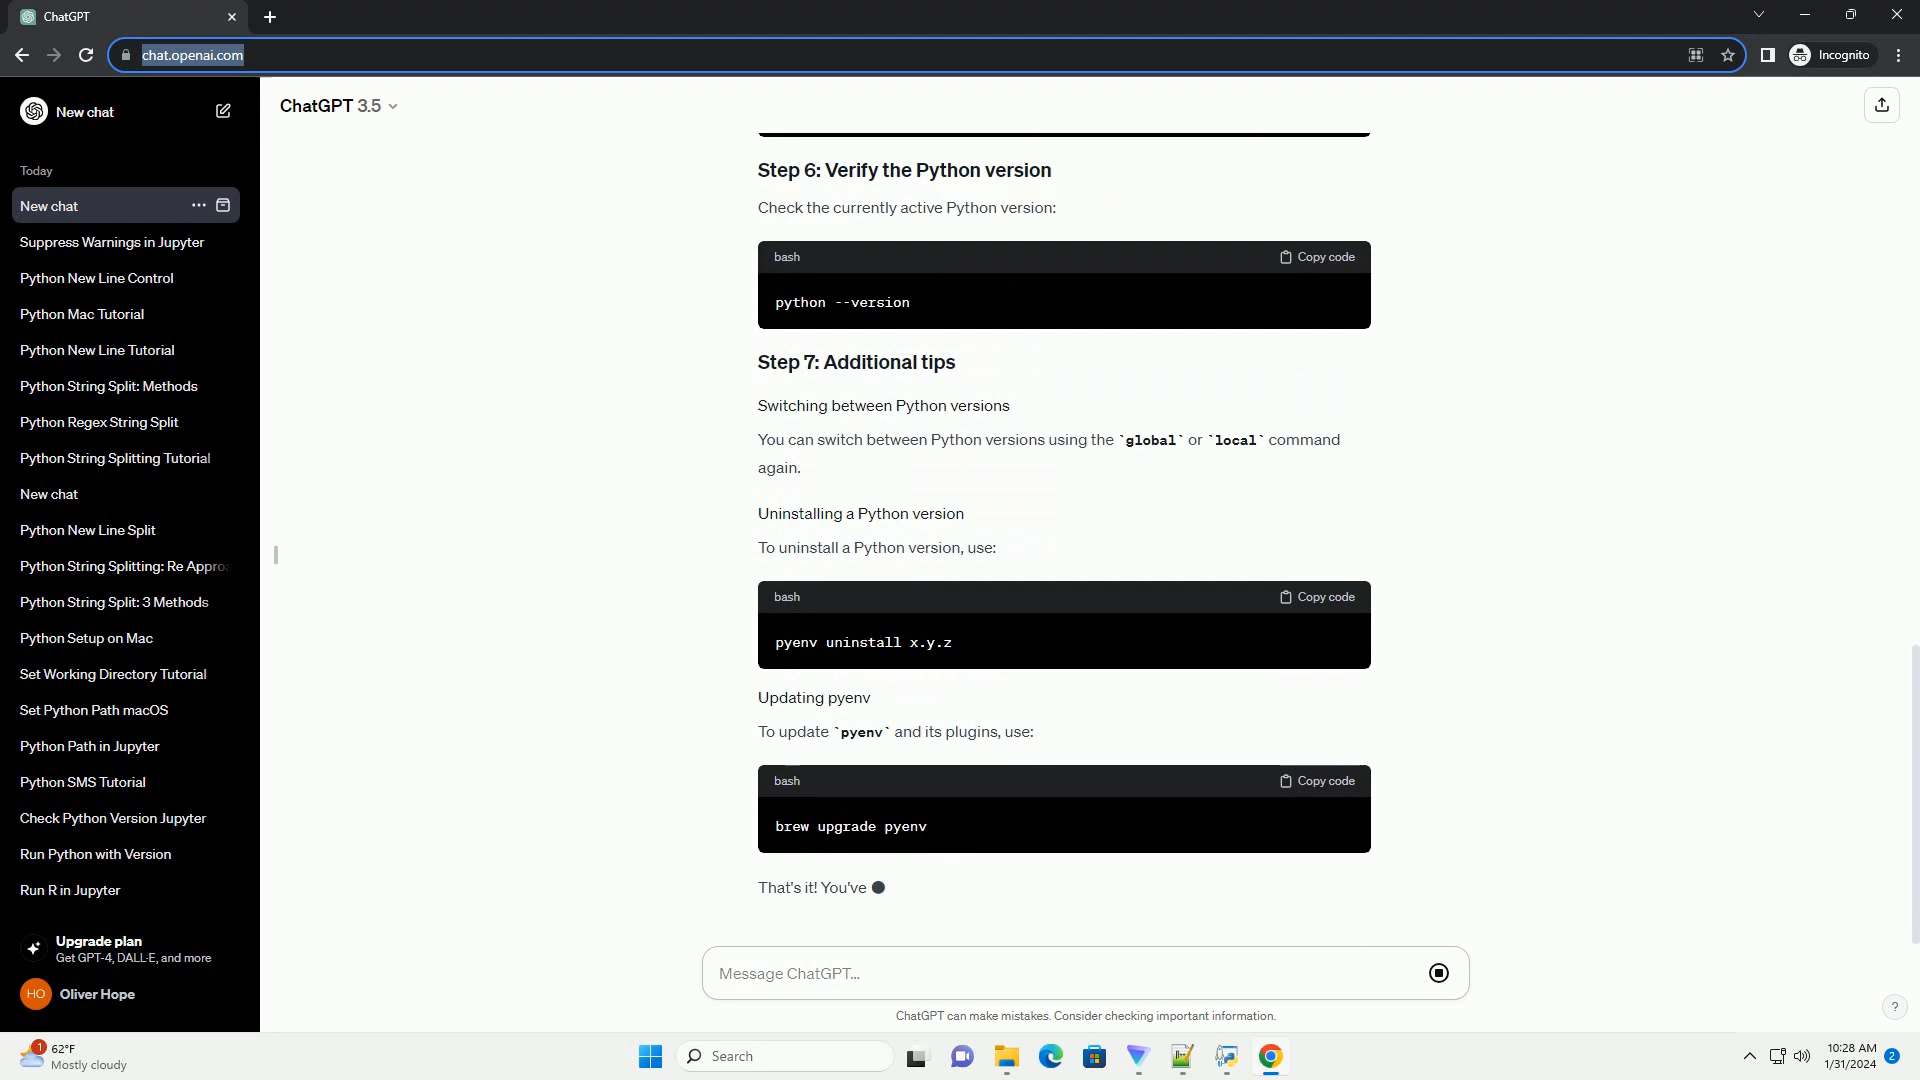 ChatGPT
chat.openai.com
Incognito
New chat
Today
New chat
Suppress Warnings in Jupyter
Python New Line Control
Python Mac Tutorial
Python New Line Tutorial
Python String Split: Methods
Python Regex String Split
Python String Splitting Tutorial
New chat
Python New Line Split
Python String Splitting: Re Appro
Python String Split: 3 Methods
Python Setup on Mac
Set Working Directory Tutorial
Set Python Path macOS
Python Path in Jupyter
Python SMS Tutorial
Check Python Version Jupyter
Run Python with Version
Run R in Jupyter
Upgrade plan
Get GPT-4, DALL·E, and more
HO
Oliver Hope
ChatGPT 3.5
Step 6: Verify the Python version
Check the currently active Python version:
bash
Copy code
python --version
Step 7: Additional tips
Switching between Python versions
You can switch between Python versions using the `global` or `local` command
again.
Uninstalling a Python version
To uninstall a Python version, use:
bash
Copy code
pyenv uninstall x.y.z
Updating pyenv
To update `pyenv` and its plugins, use:
bash
Copy code
brew upgrade pyenv
That's it! You've
Message ChatGPT...
ChatGPT can make mistakes. Consider checking important information.
?
1
62°F
Mostly cloudy
Search
10:28 AM
1/31/2024
2